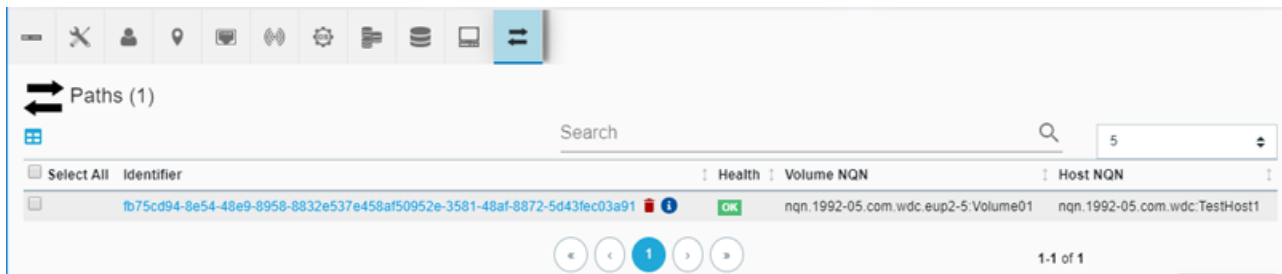 OS
Paths (1)
Search
5
Select All Identifier Health Volume NQN Host NQN
fb75cd94-8e54-48e9-8958-8832e537e458af50952e-3581-48af-8872-5d43fec03a91 OK nqn.1992-05.com.wdc.eup2-5:Volume01 nqn.1992-05.com.wdc:TestHost1
« ‹ 1 › »
1-1 of 1